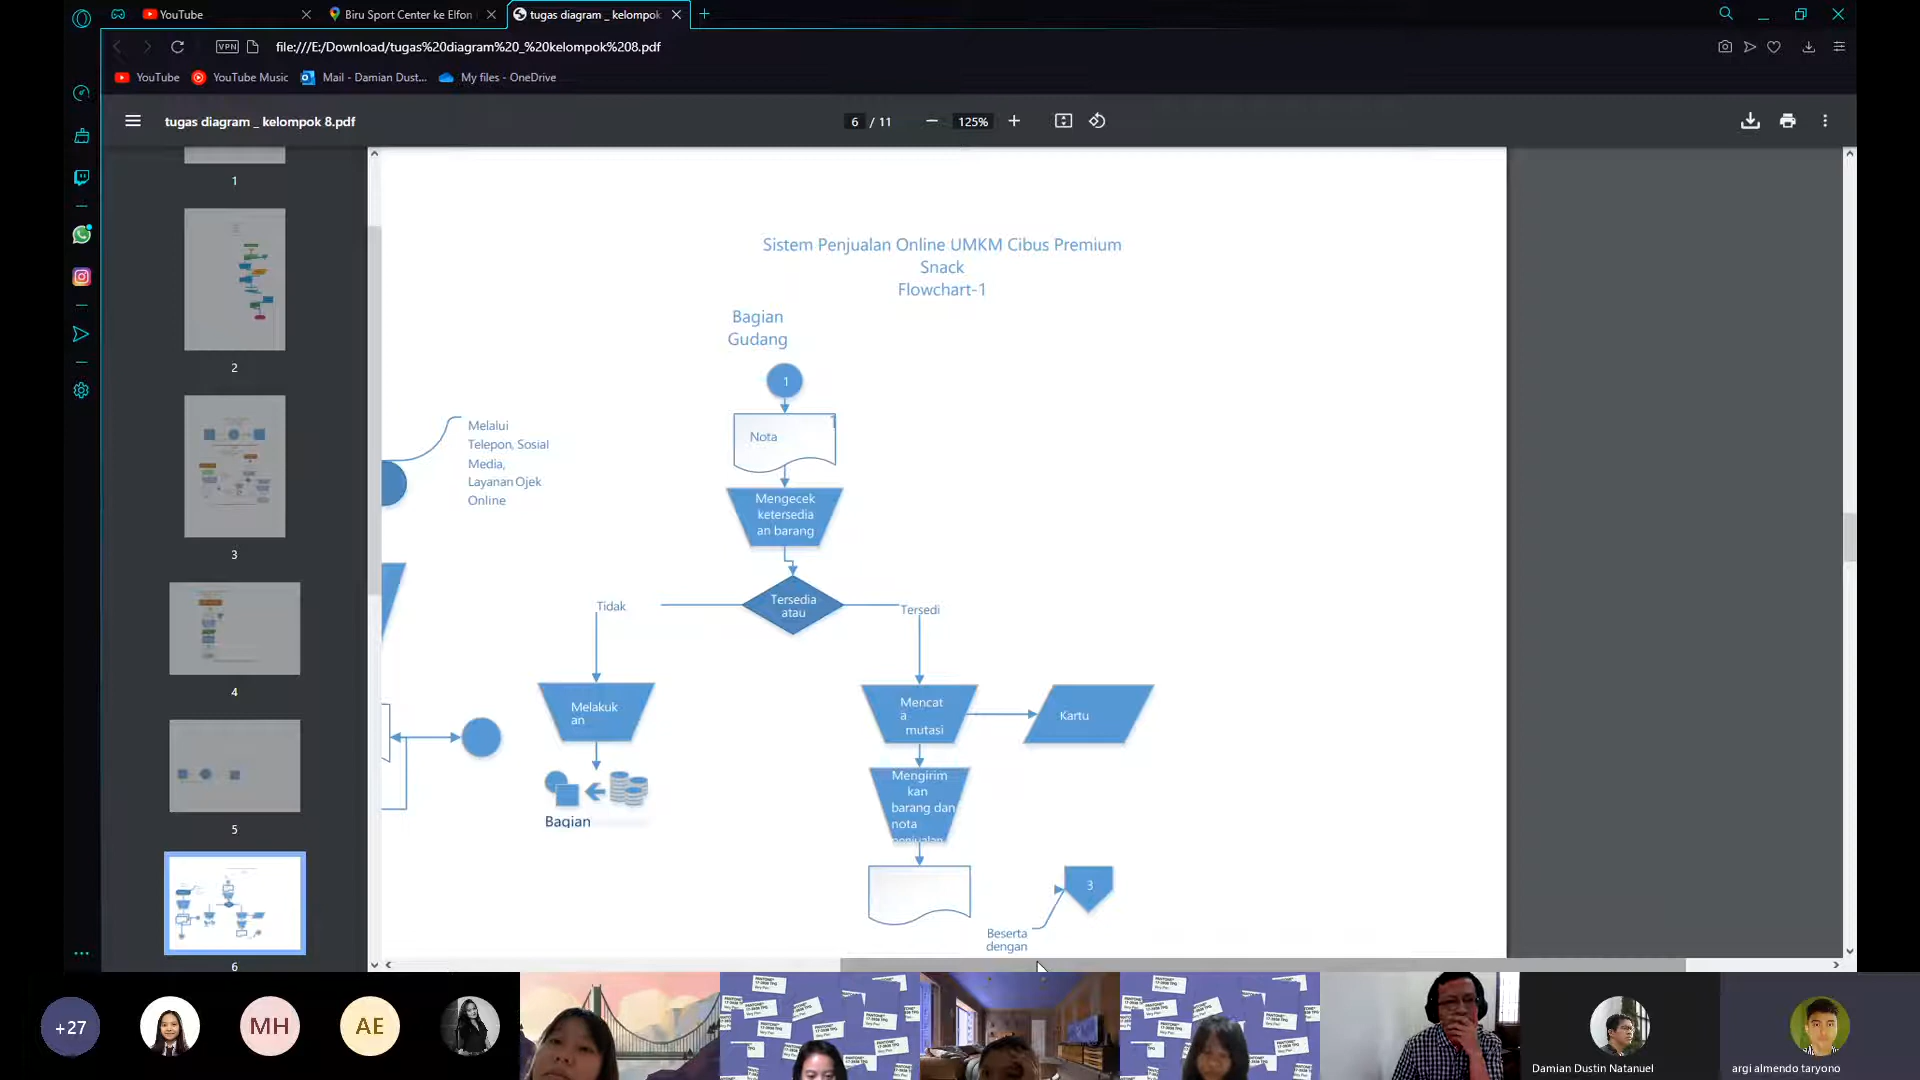 YouTube
Biru Sport Center ke Elfon
tugas diagram _ kelompok
VPN
file:///E:/Download/tugas%20diagram%20_%20kelompok%208.pdf
YouTube
YouTube Music
Mail - Damian Dust...
My files - OneDrive
tugas diagram _ kelompok 8.pdf
6 / 11
125%
1
2
3
4
5
6
Sistem Penjualan Online UMKM Cibus Premium
Snack
Flowchart-1
Bagian
Gudang
1
Nota
1
Melalui
Telepon, Sosial
Media,
Layanan Ojek
Online
Mengecek
ketersedia
an barang
Tersedia
atau
Tidak
Tersedi
Melakuk
an
Mencat
a
mutasi
Kartu
Bagian
Mengirim
kan
barang dan
nota
penjualan
3
Beserta
dengan
+27
MH
AE
PANTONE®
Damian Dustin Natanuel
argi almendo taryono